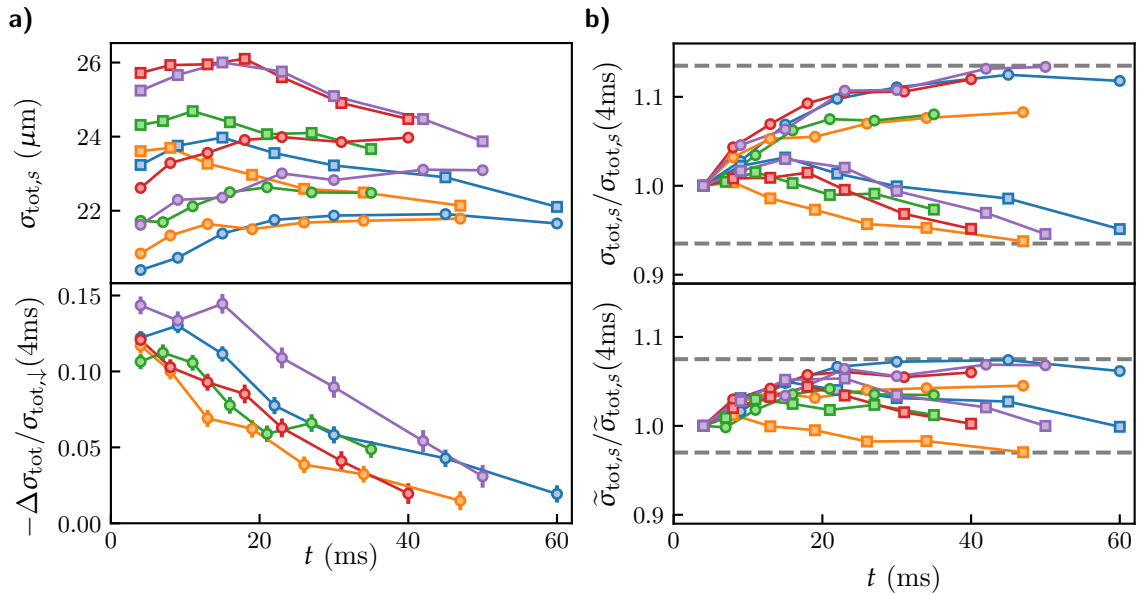 a)
26
24
22
σ_tot,s (μm)
0.15
0.10
0.05
0.00
−Δσ_tot/σ_tot,↓(4ms)
0 20 40 60
t (ms)
b)
1.1
1.0
0.9
σ_tot,s/σ_tot,s(4ms)
1.1
1.0
0.9
σ̃_tot,s/σ̃_tot,s(4ms)
0 20 40 60
t (ms)